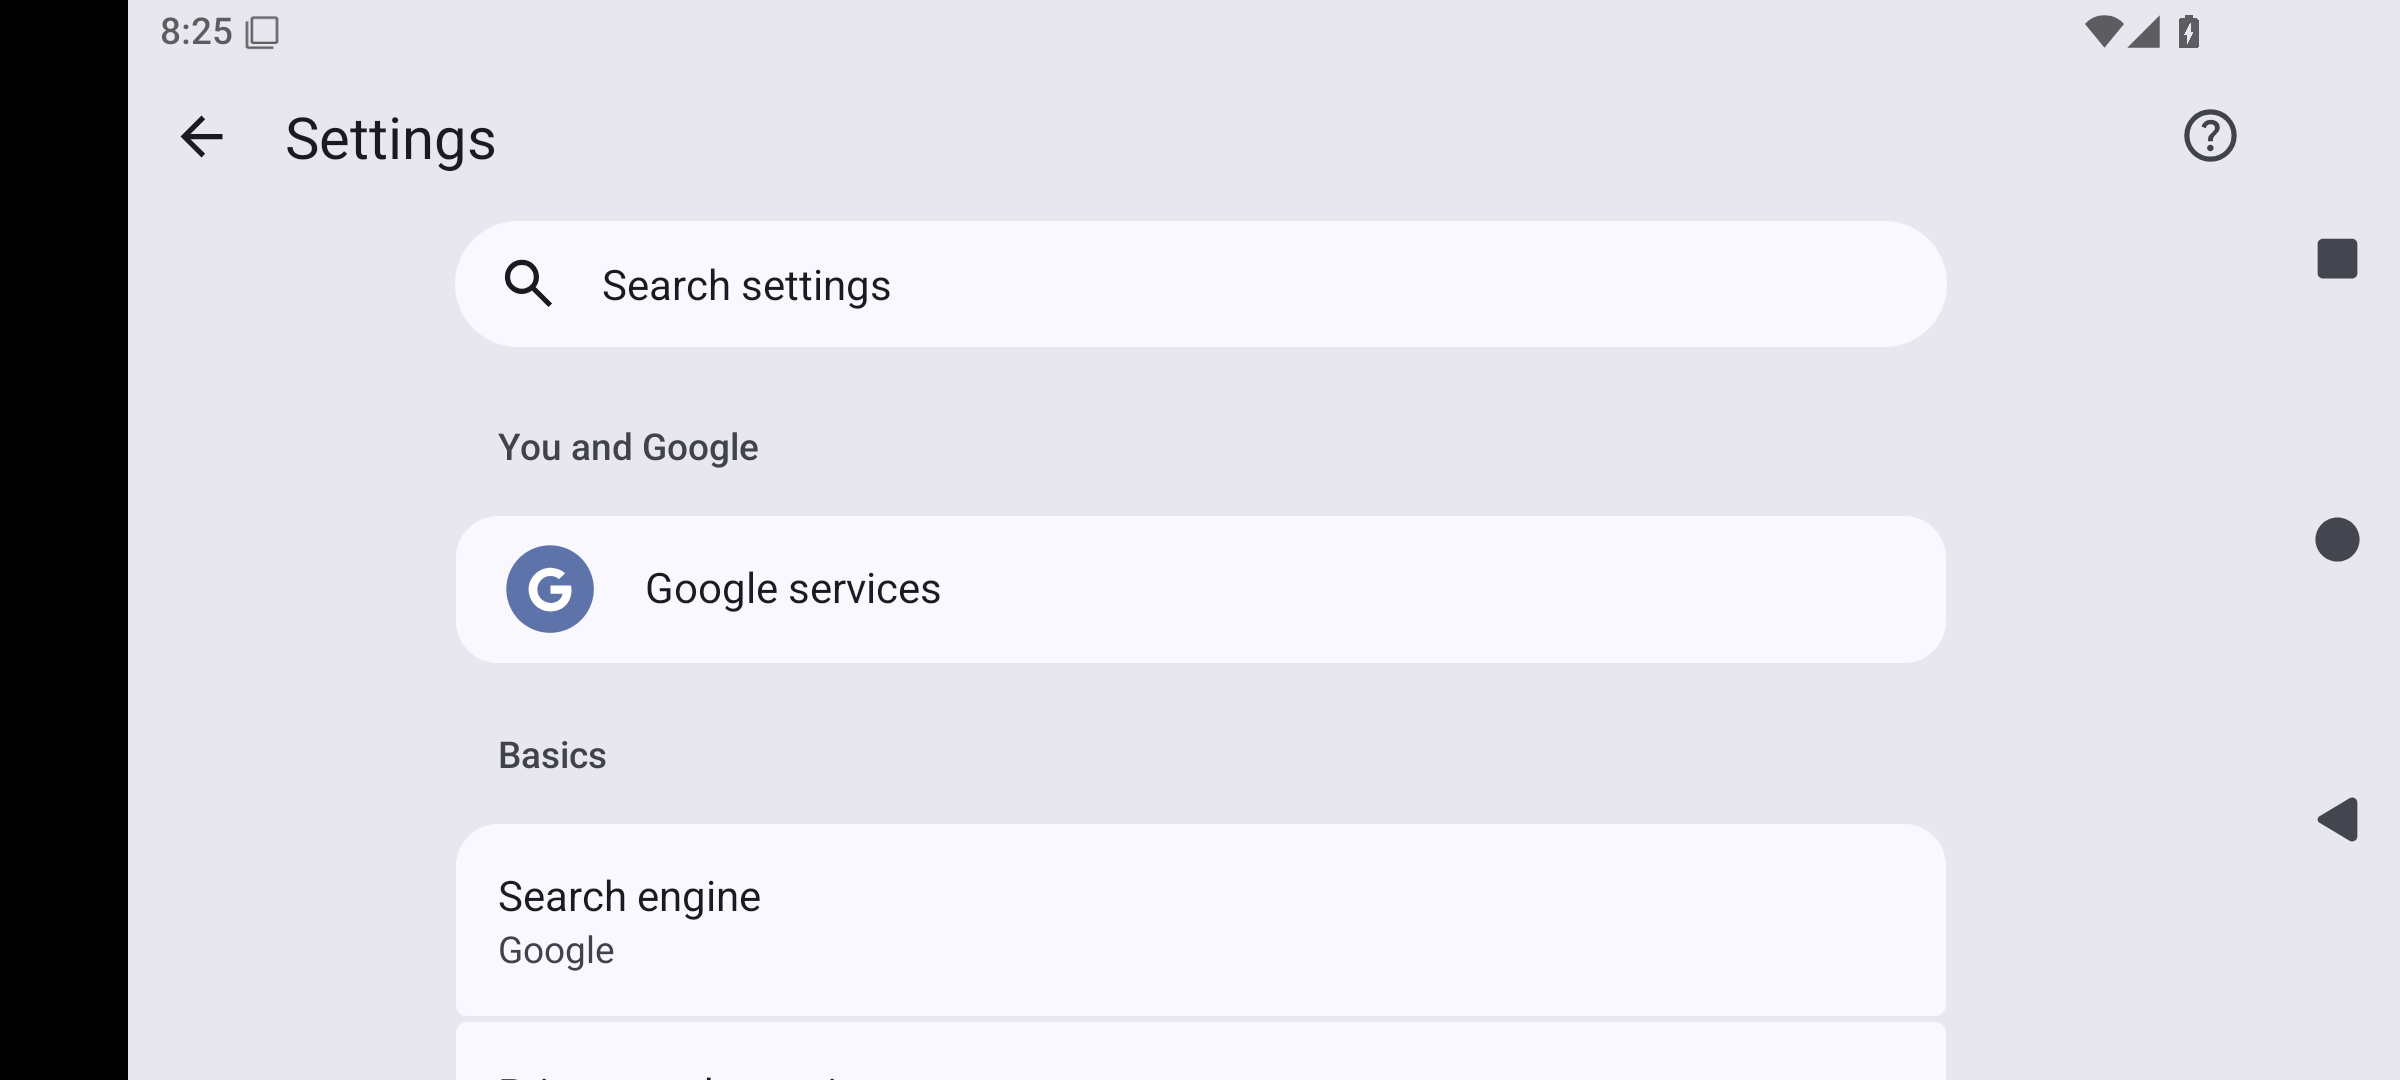 8:25
Settings
Search settings
You and Google
Google services
Basics
Search engine
Google